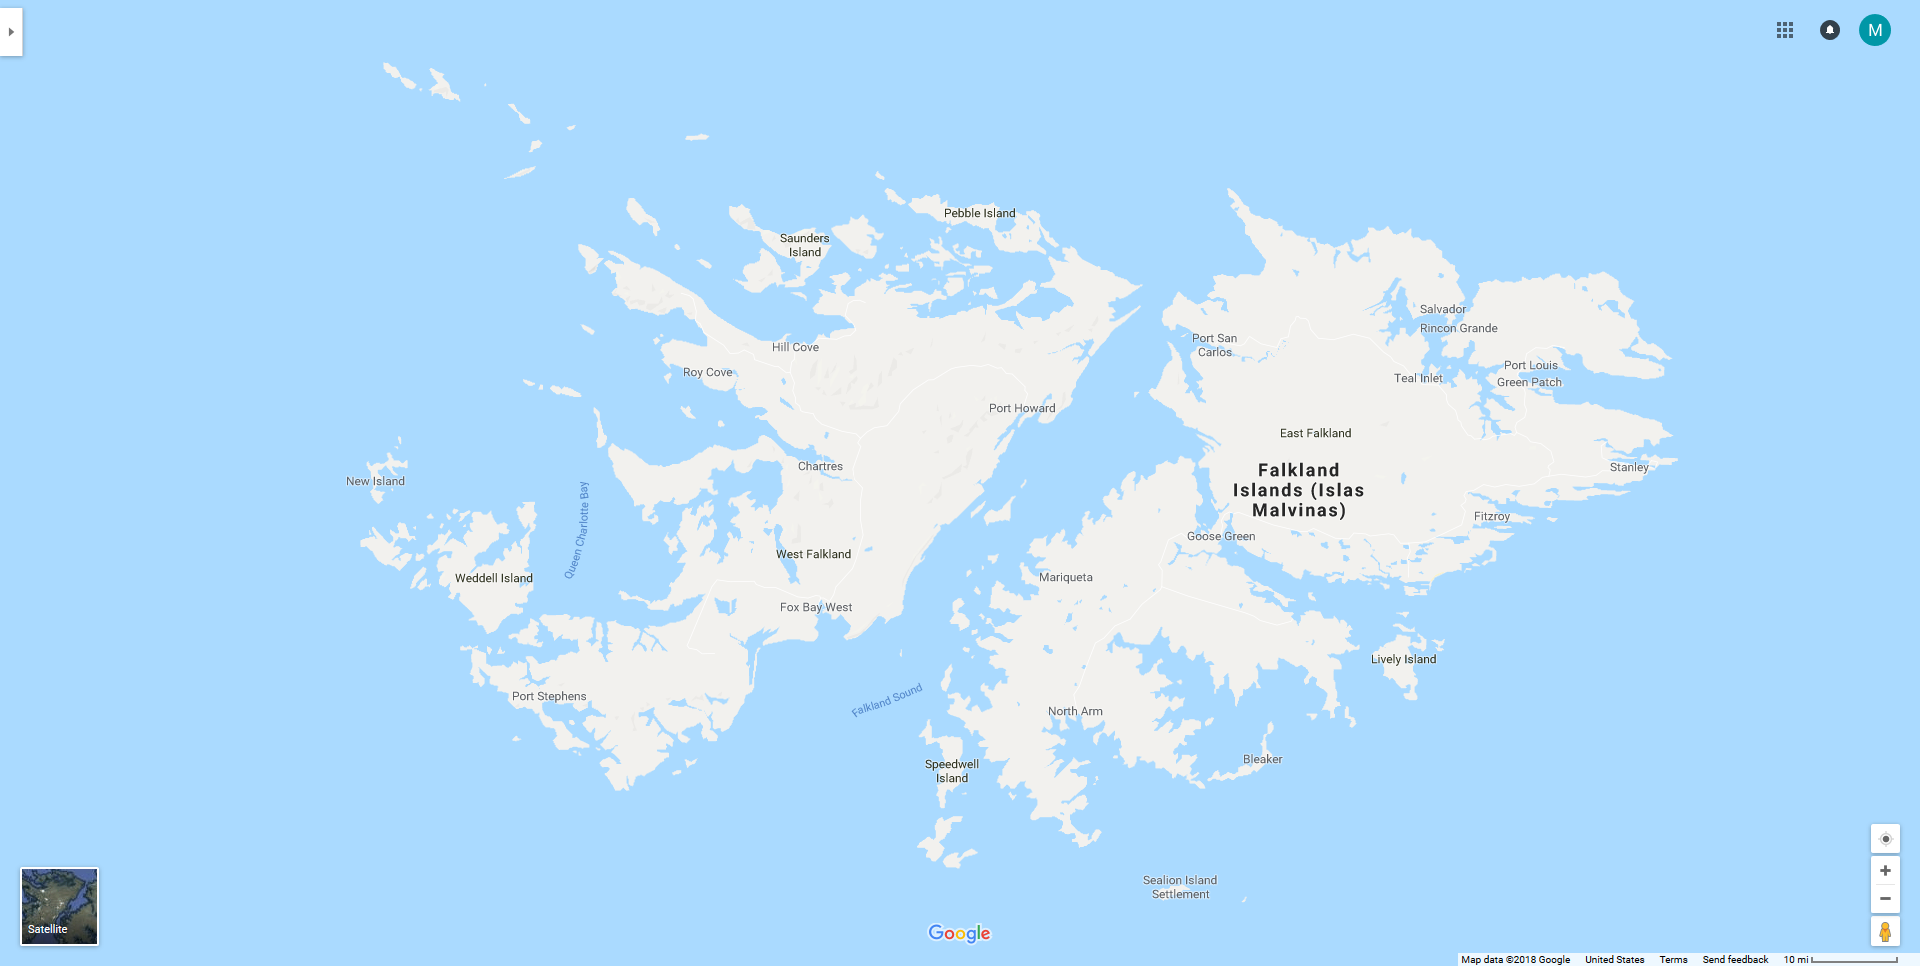 M
Pebble Island
Saunders
Island
Salvador
Rincon Grande
Port San
Carlos
Hill Cove
Port Louis
Roy Cove
Teal Inlet
Green Patch
Port Howard
East Falkland
Chartres
Falkland
Islands (Islas
Malvinas)
Stanley
New Island
Queen Charlotte Bay
Fitzroy
Goose Green
West Falkland
Weddell Island
Mariqueta
Fox Bay West
Lively Island
Port Stephens
Falkland Sound
North Arm
Speedwell
Island
Bleaker
Sealion Island
Settlement
Satellite
Google
Map data ©2018 Google United States Terms Send feedback 10 mi